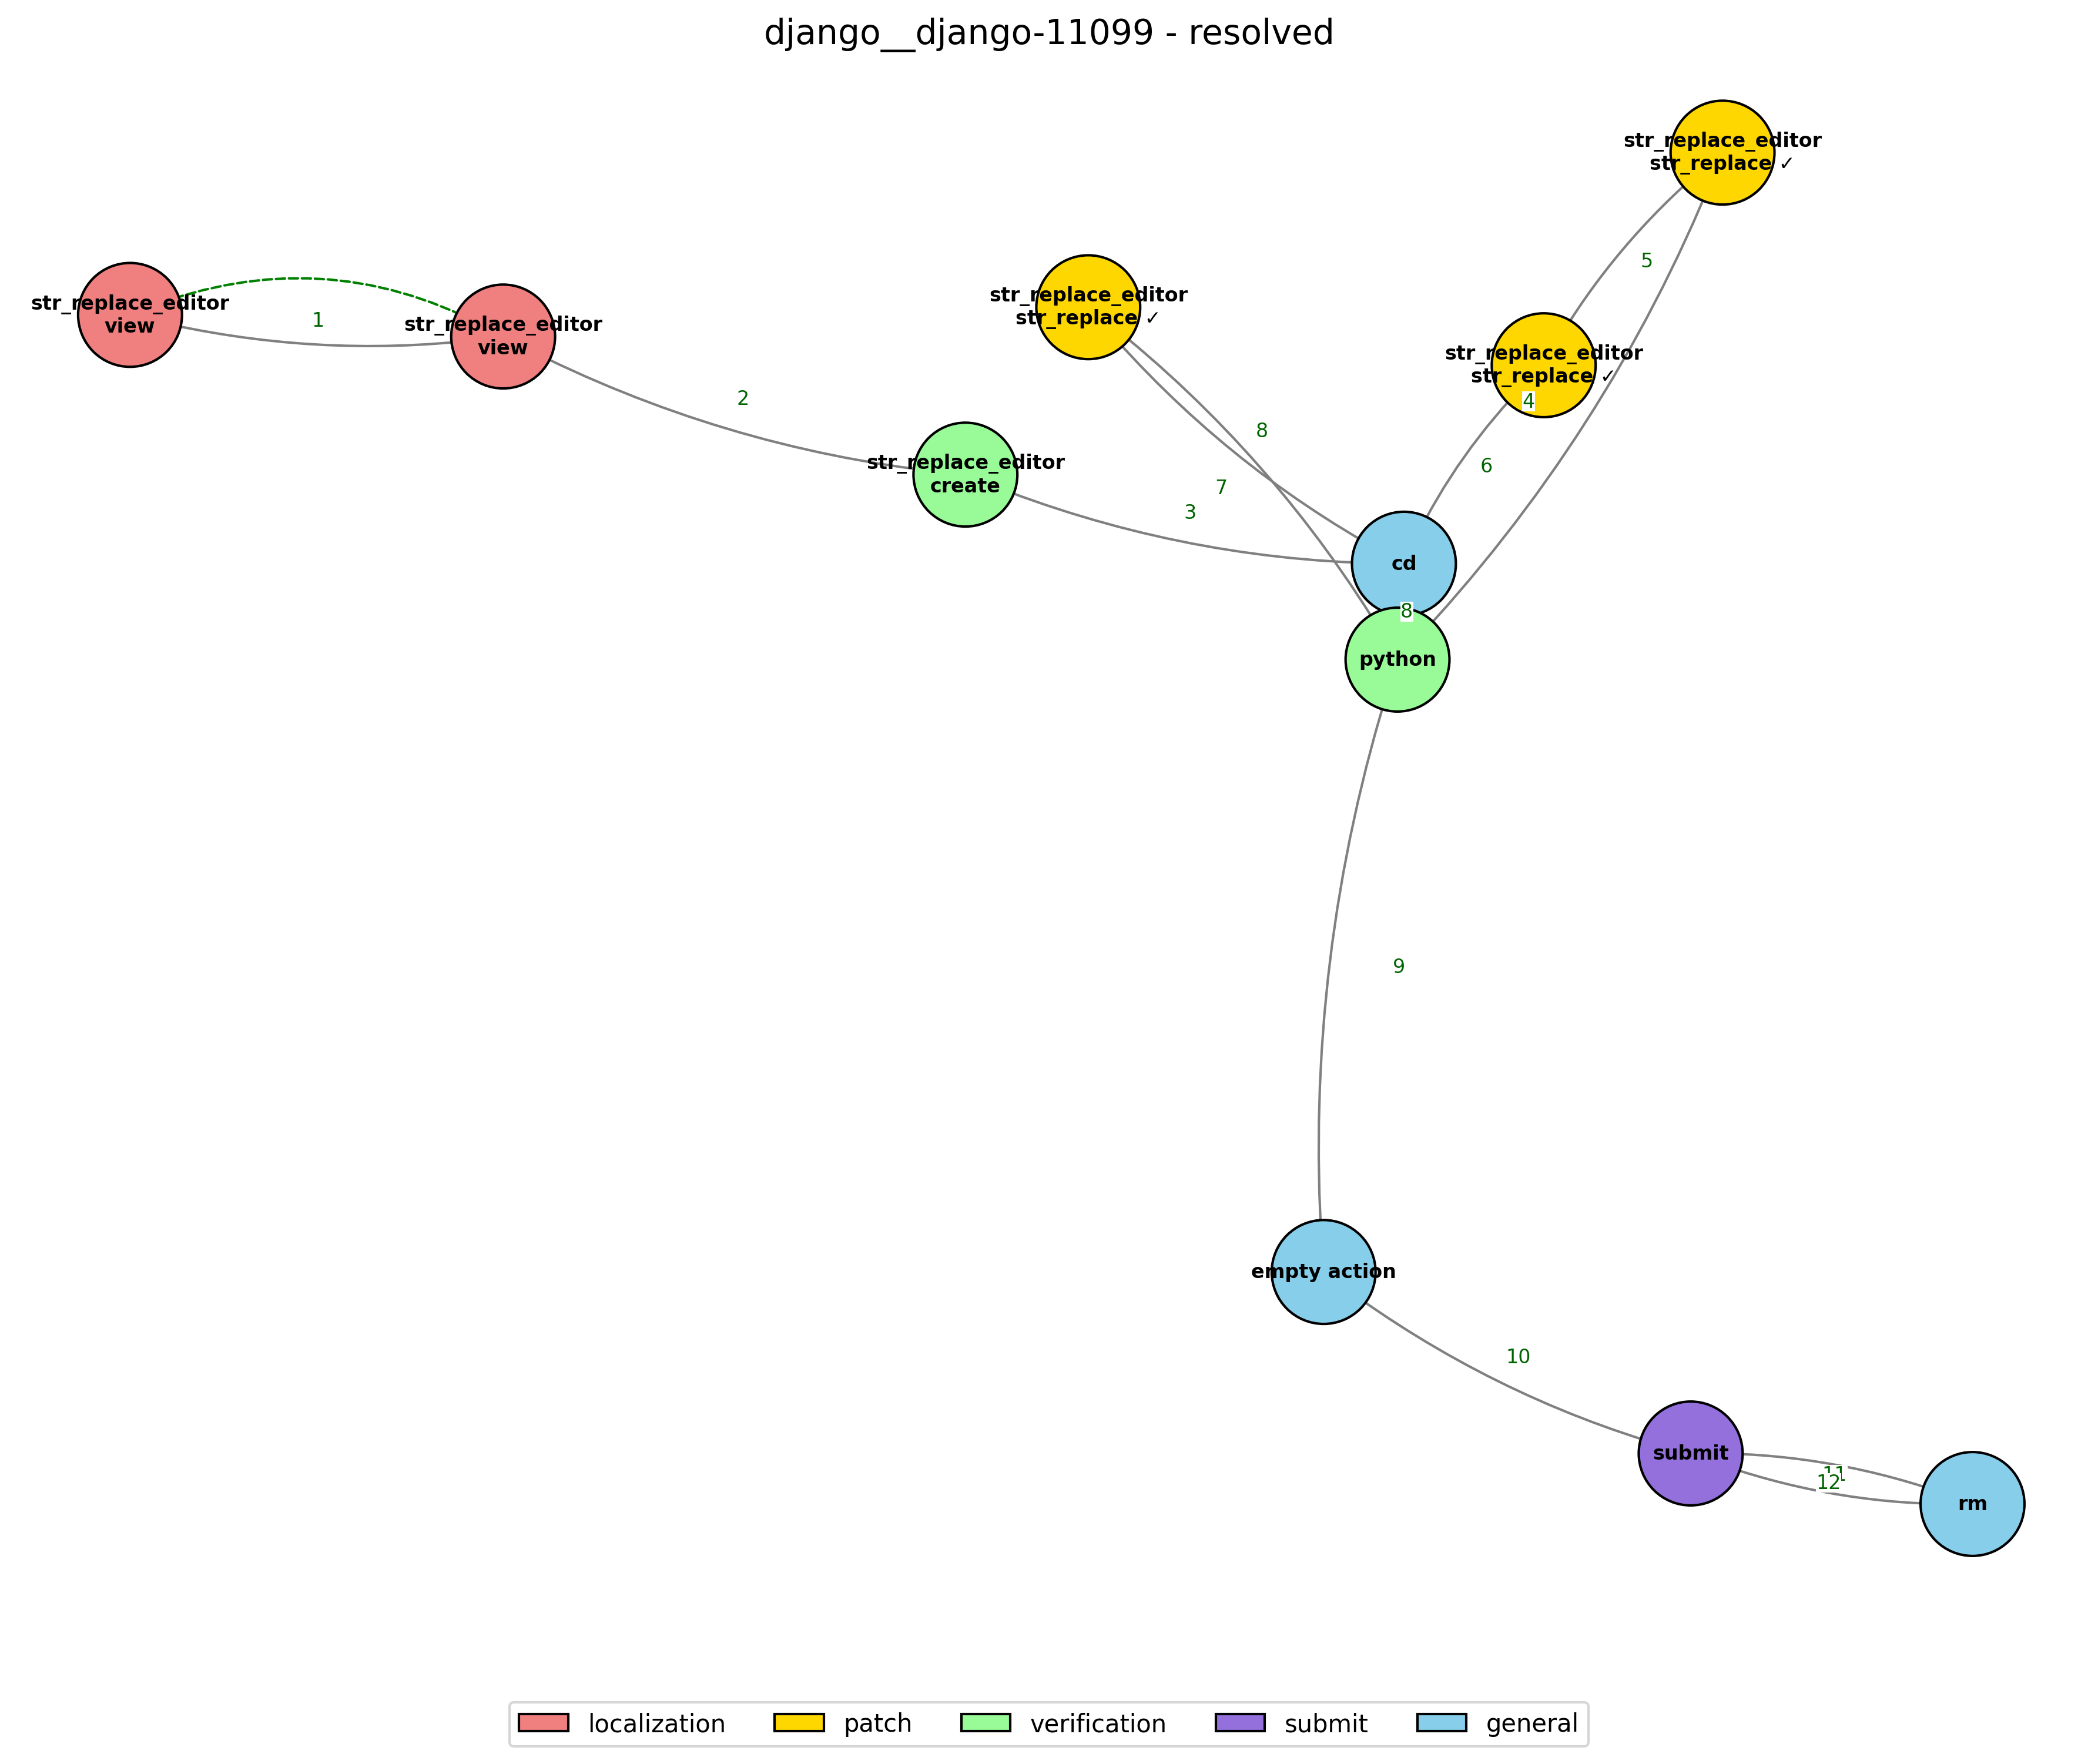 django__django-11099 - resolved
str_replace_editor
str_replace ✓
str_replace_editor
view
1
str_replace_editor
view
str_replace_editor
str_replace ✓
5
str_replace_editor
str_replace ✓
4
2
8
6
str_replace_editor
create
7
3
cd
8
python
9
empty action
10
submit
11
12
rm
localization
patch
verification
submit
general